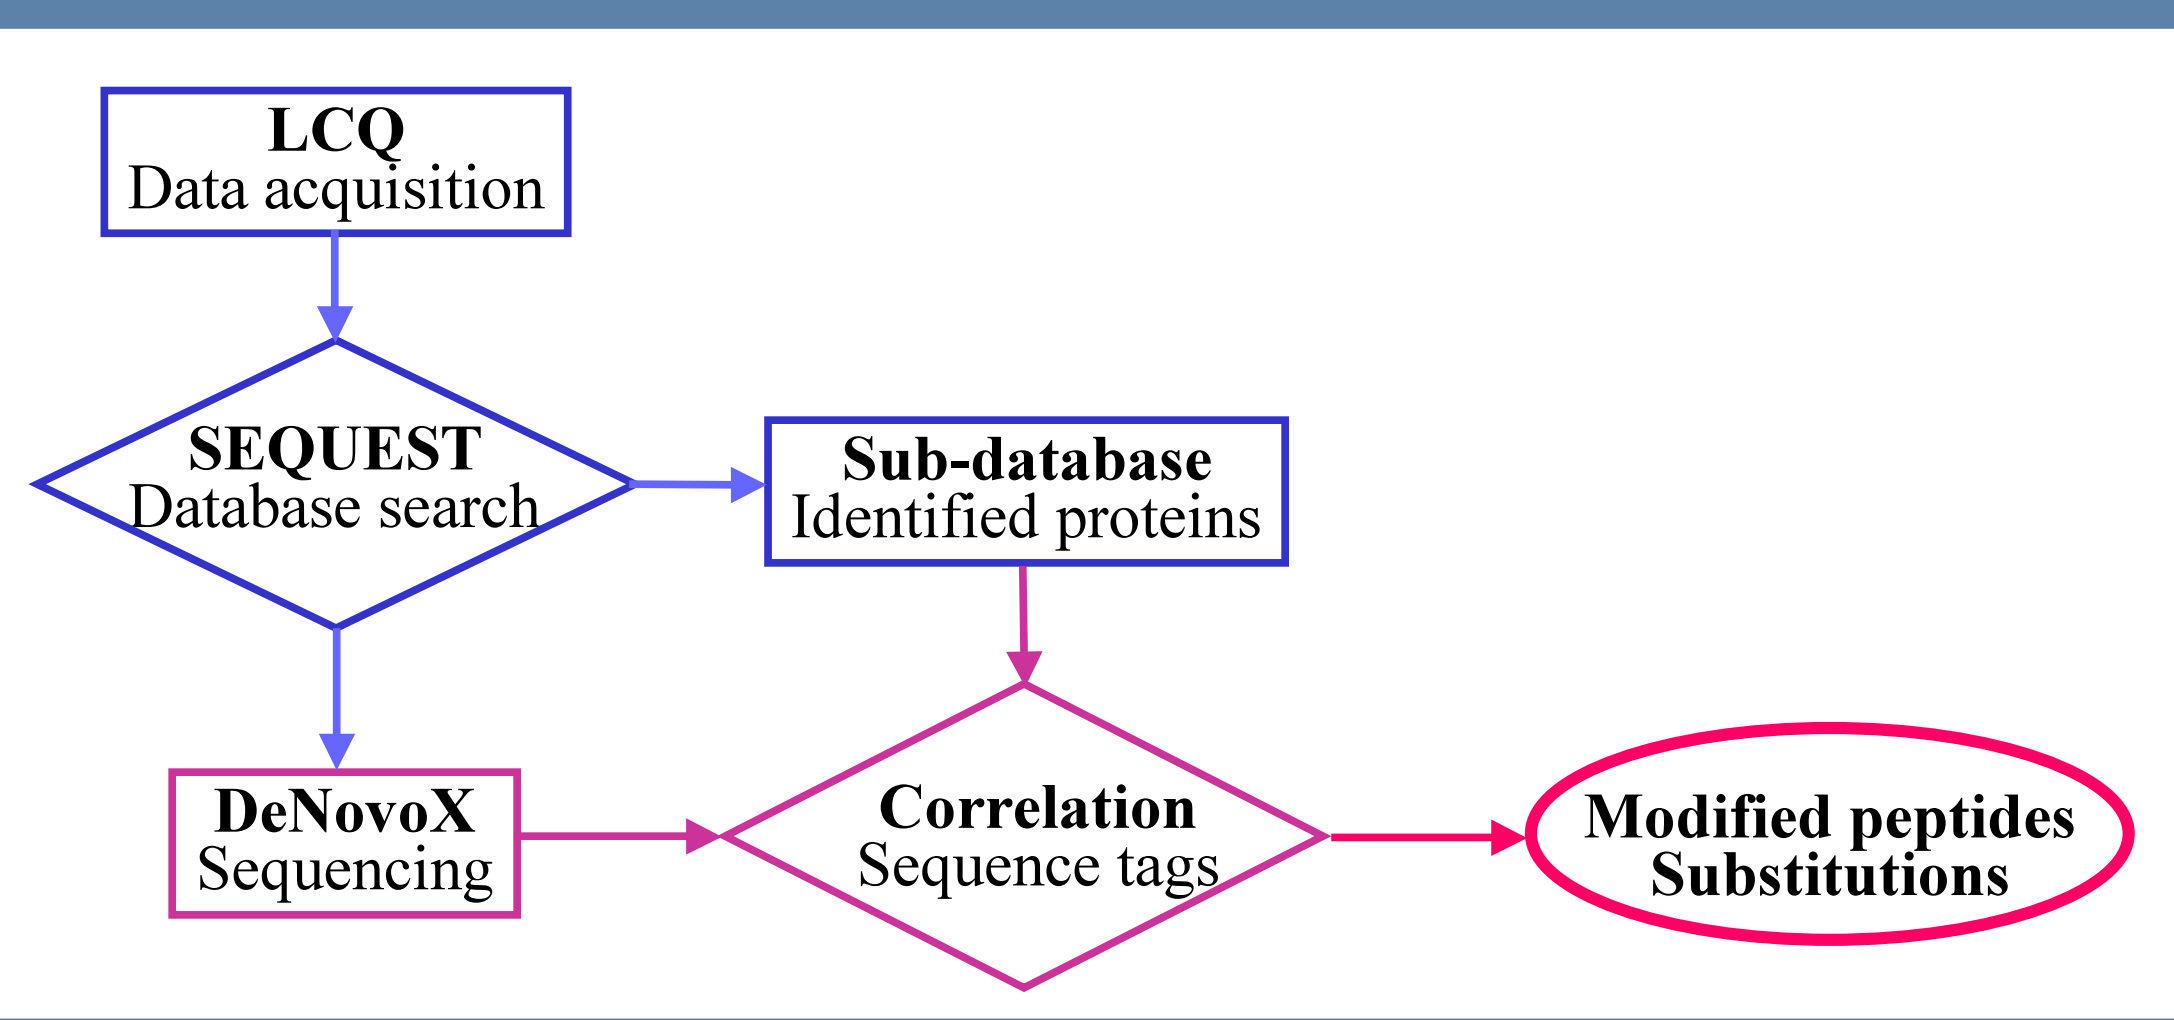 LCQ
Data acquisition
SEQUEST
Database search
Sub-database
Identified proteins
DeNovoX
Sequencing
Correlation
Sequence tags
Modified peptides
Substitutions